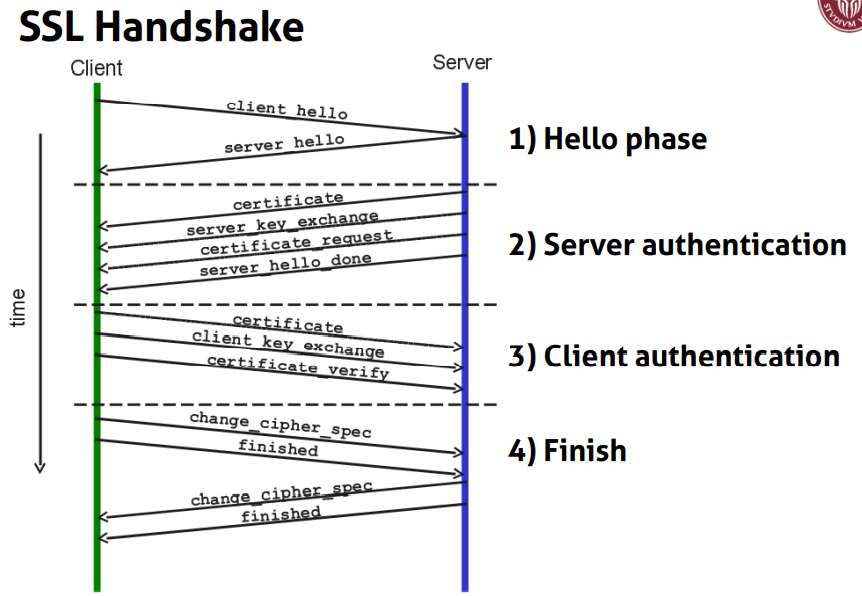 SSL Handshake
Client
Server
client_hello
server_hello
1) Hello phase
certificate
server_key_exchange
certificate_request
server_hello_done
2) Server authentication
time
certificate
client_key_exchange
certificate_verify
3) Client authentication
change_cipher_spec
finished
4) Finish
change_cipher_spec
finished
STVDIVM